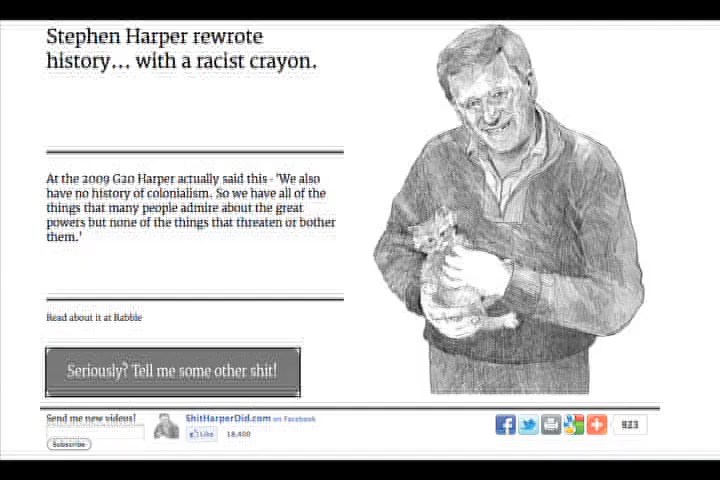 Stephen Harper rewrote
history... with a racist crayon.
At the 2009 G20 Harper actually said this - 'We also
have no history of colonialism. So we have all of the
things that many people admire about the great
powers but none of the things that threaten or bother
them.'
Read about it at Rabble
Seriously? Tell me some other shit!
Send me new videos!
Subscribe
ShitHarperDid.com on Facebook
Like 18,400
823